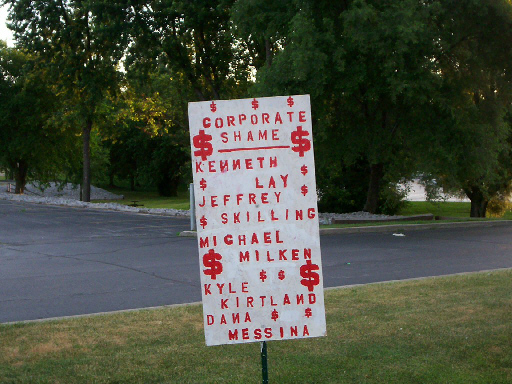 $ $ $
CORPORATE
$ SHAME $
KENNETH $
$ LAY
JEFFREY $
$ SKILLING
MICHAEL
$ MILKEN
$ $ $
KYLE
KIRTLAND
DANA $ $
MESSINA